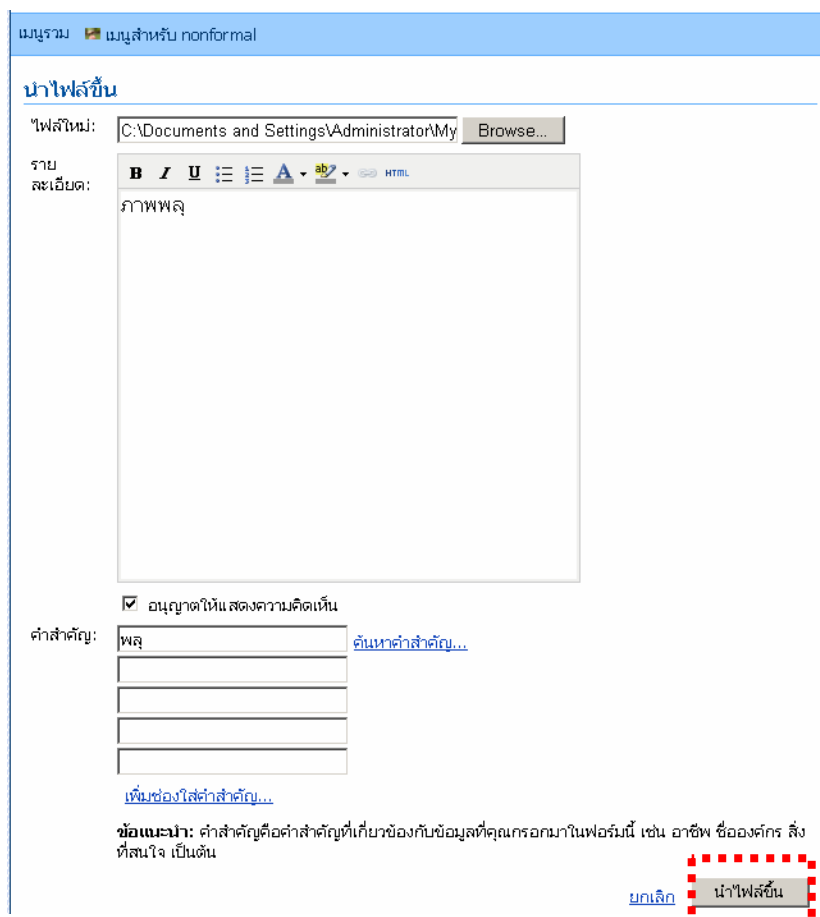 เมนูรวม เมนูสำหรับ nonformal
นำไฟล์ขึ้น
ไฟล์ใหม่: C:\Documents and Settings\Administrator\My Browse...
ราย
ละเอียด:
B I U A ab HTML
ภาพพลุ
อนุญาตให้แสดงความคิดเห็น
คำสำคัญ: พลุ ค้นหาคำสำคัญ...
เพิ่มช่องใส่คำสำคัญ...
ข้อแนะนำ: คำสำคัญคือคำสำคัญที่เกี่ยวข้องกับข้อมูลที่คุณกรอกมาในฟอร์มนี้ เช่น อาชีพ ชื่อองค์กร สิ่ง
ที่สนใจ เป็นต้น
ยกเลิก นำไฟล์ขึ้น